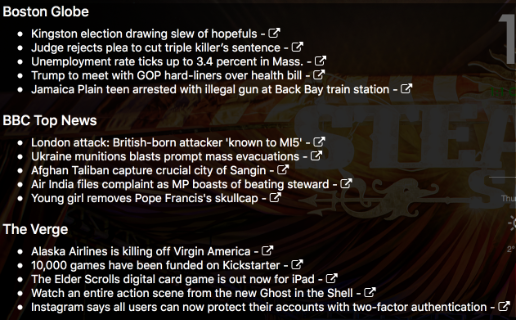 Boston Globe
Kingston election drawing slew of hopefuls -
Judge rejects plea to cut triple killer's sentence -
Unemployment rate ticks up to 3.4 percent in Mass. -
Trump to meet with GOP hard-liners over health bill -
Jamaica Plain teen arrested with illegal gun at Back Bay train station -
BBC Top News
London attack: British-born attacker 'known to MI5' -
Ukraine munitions blasts prompt mass evacuations -
Afghan Taliban capture crucial city of Sangin -
Air India files complaint as MP boasts of beating steward -
Young girl removes Pope Francis's skullcap -
The Verge
Alaska Airlines is killing off Virgin America -
10,000 games have been funded on Kickstarter -
The Elder Scrolls digital card game is out now for iPad -
Watch an entire action scene from the new Ghost in the Shell -
Instagram says all users can now protect their accounts with two-factor authentication -